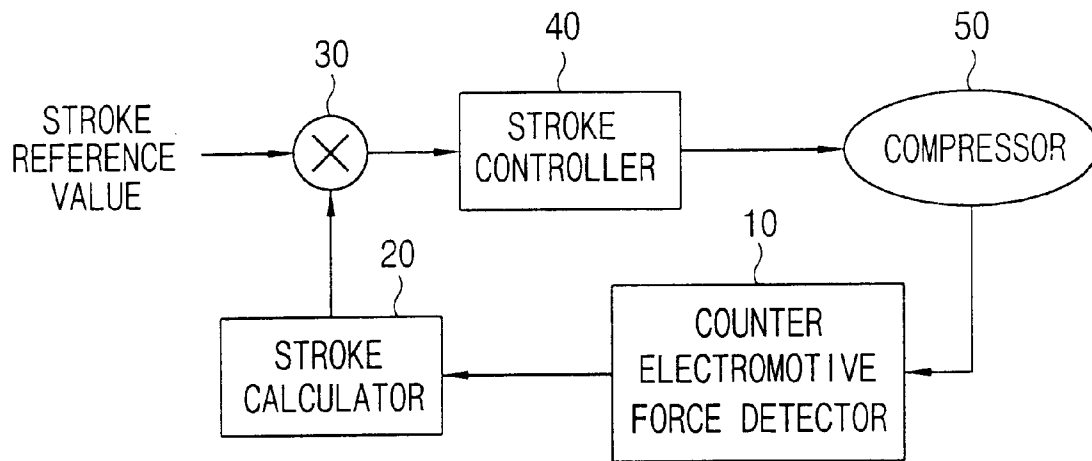 30
40
50
STROKE
REFERENCE
VALUE
STROKE
CONTROLLER
COMPRESSOR
20
10
STROKE
CALCULATOR
COUNTER
ELECTROMOTIVE
FORCE DETECTOR